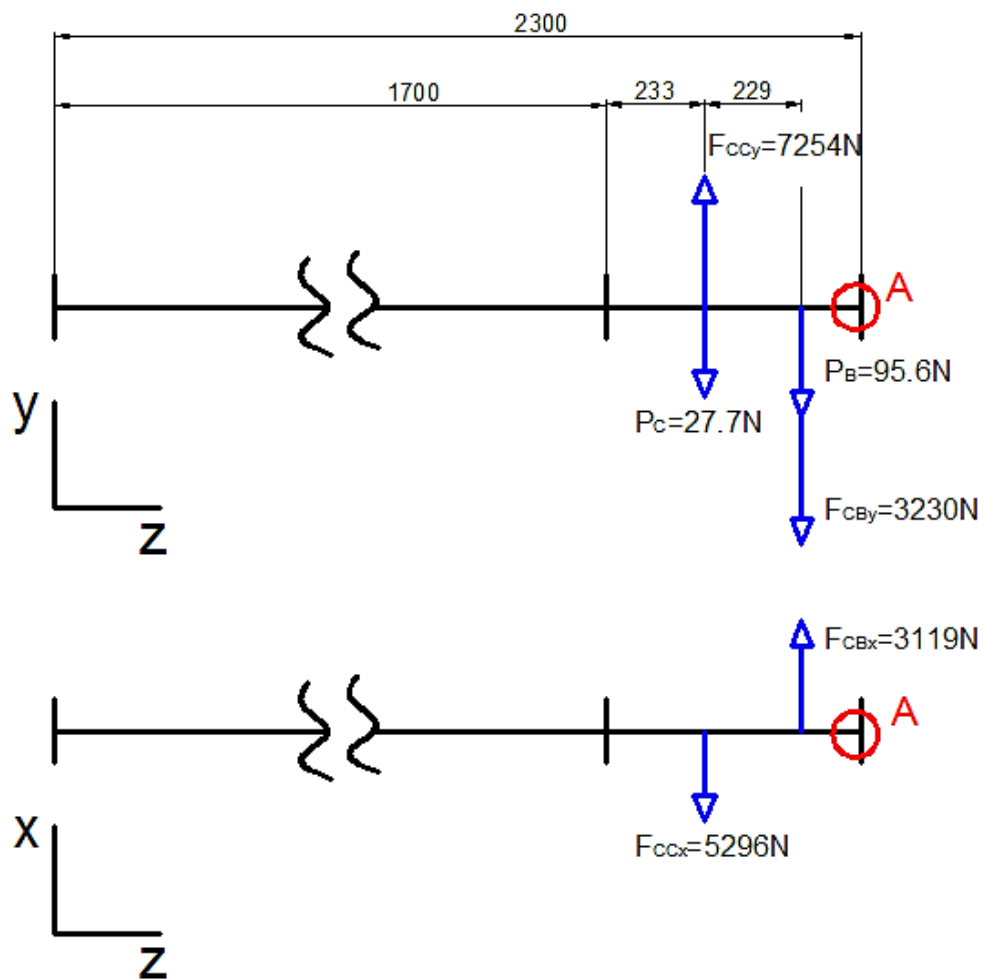 2300
1700
233
229
FCCy=7254N
A
PB=95.6N
PC=27.7N
y
z
FCBy=3230N
FCBx=3119N
A
FCCx=5296N
x
z